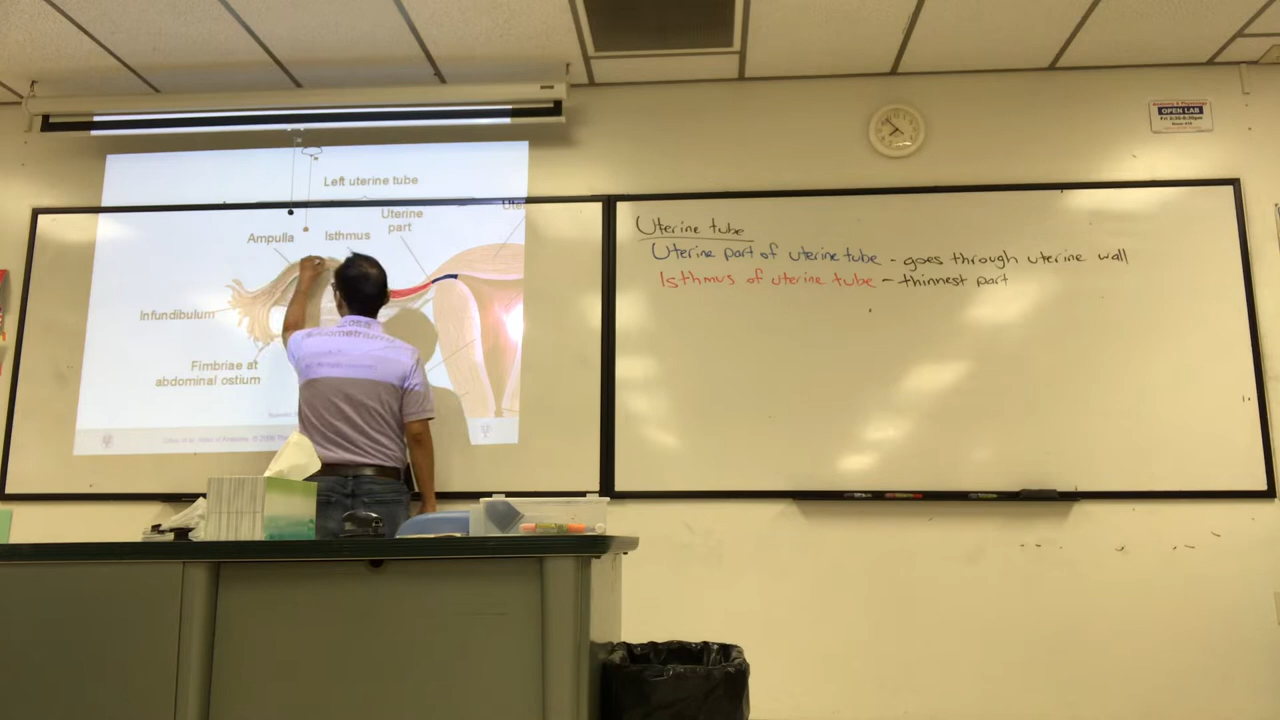 Left uterine tube
Uterine part
Ampulla
Isthmus
Infundibulum
Fimbriae at
abdominal ostium
Uterine tube
Uterine part of uterine tube - goes through uterine wall
Isthmus of uterine tube - thinnest part
OPEN LAB